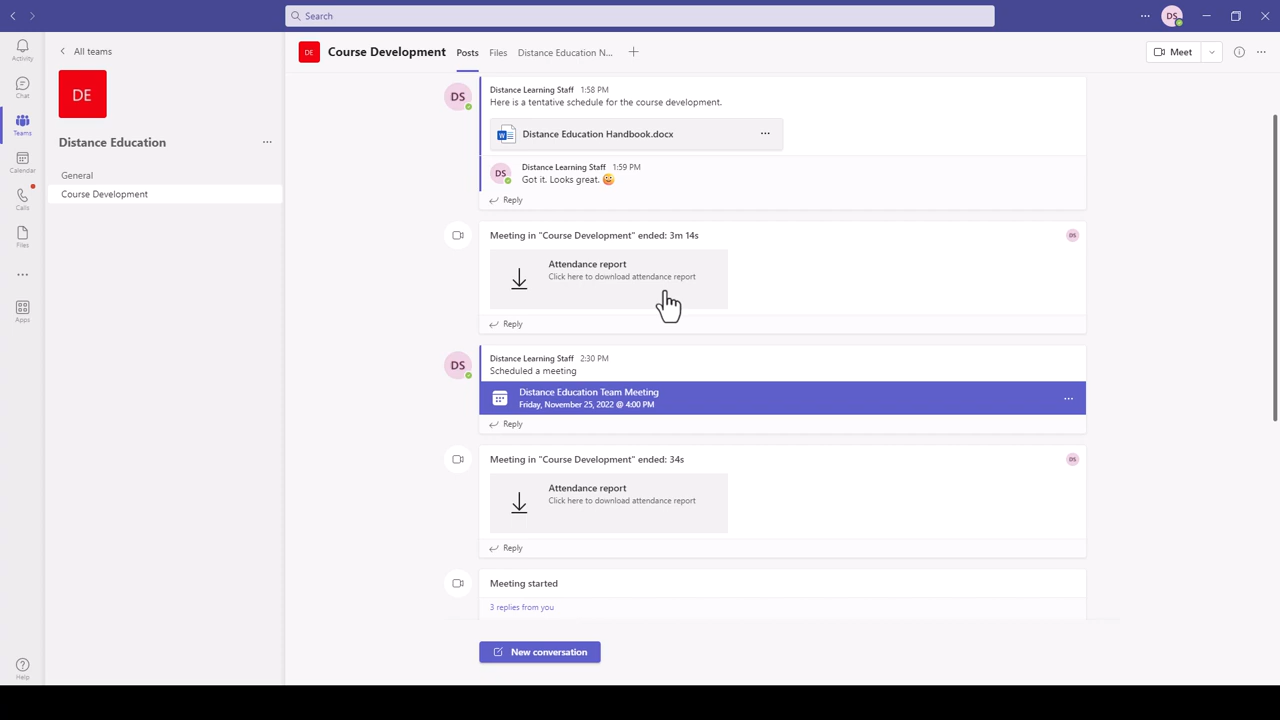 Search
DS
Activity
Chat
Teams
Calendar
Calls
Files
Apps
Help
All teams
DE
Distance Education
General
Course Development
DE
Course Development
Posts
Files
Distance Education N...
Meet
DS
Distance Learning Staff 1:58 PM
Here is a tentative schedule for the course development.
Distance Education Handbook.docx
DS
Distance Learning Staff 1:59 PM
Got it. Looks great.
Reply
Meeting in "Course Development" ended: 3m 14s
DS
Attendance report
Click here to download attendance report
Reply
DS
Distance Learning Staff 2:30 PM
Scheduled a meeting
Distance Education Team Meeting
Friday, November 25, 2022 @ 4:00 PM
Reply
Meeting in "Course Development" ended: 34s
DS
Attendance report
Click here to download attendance report
Reply
Meeting started
3 replies from you
New conversation